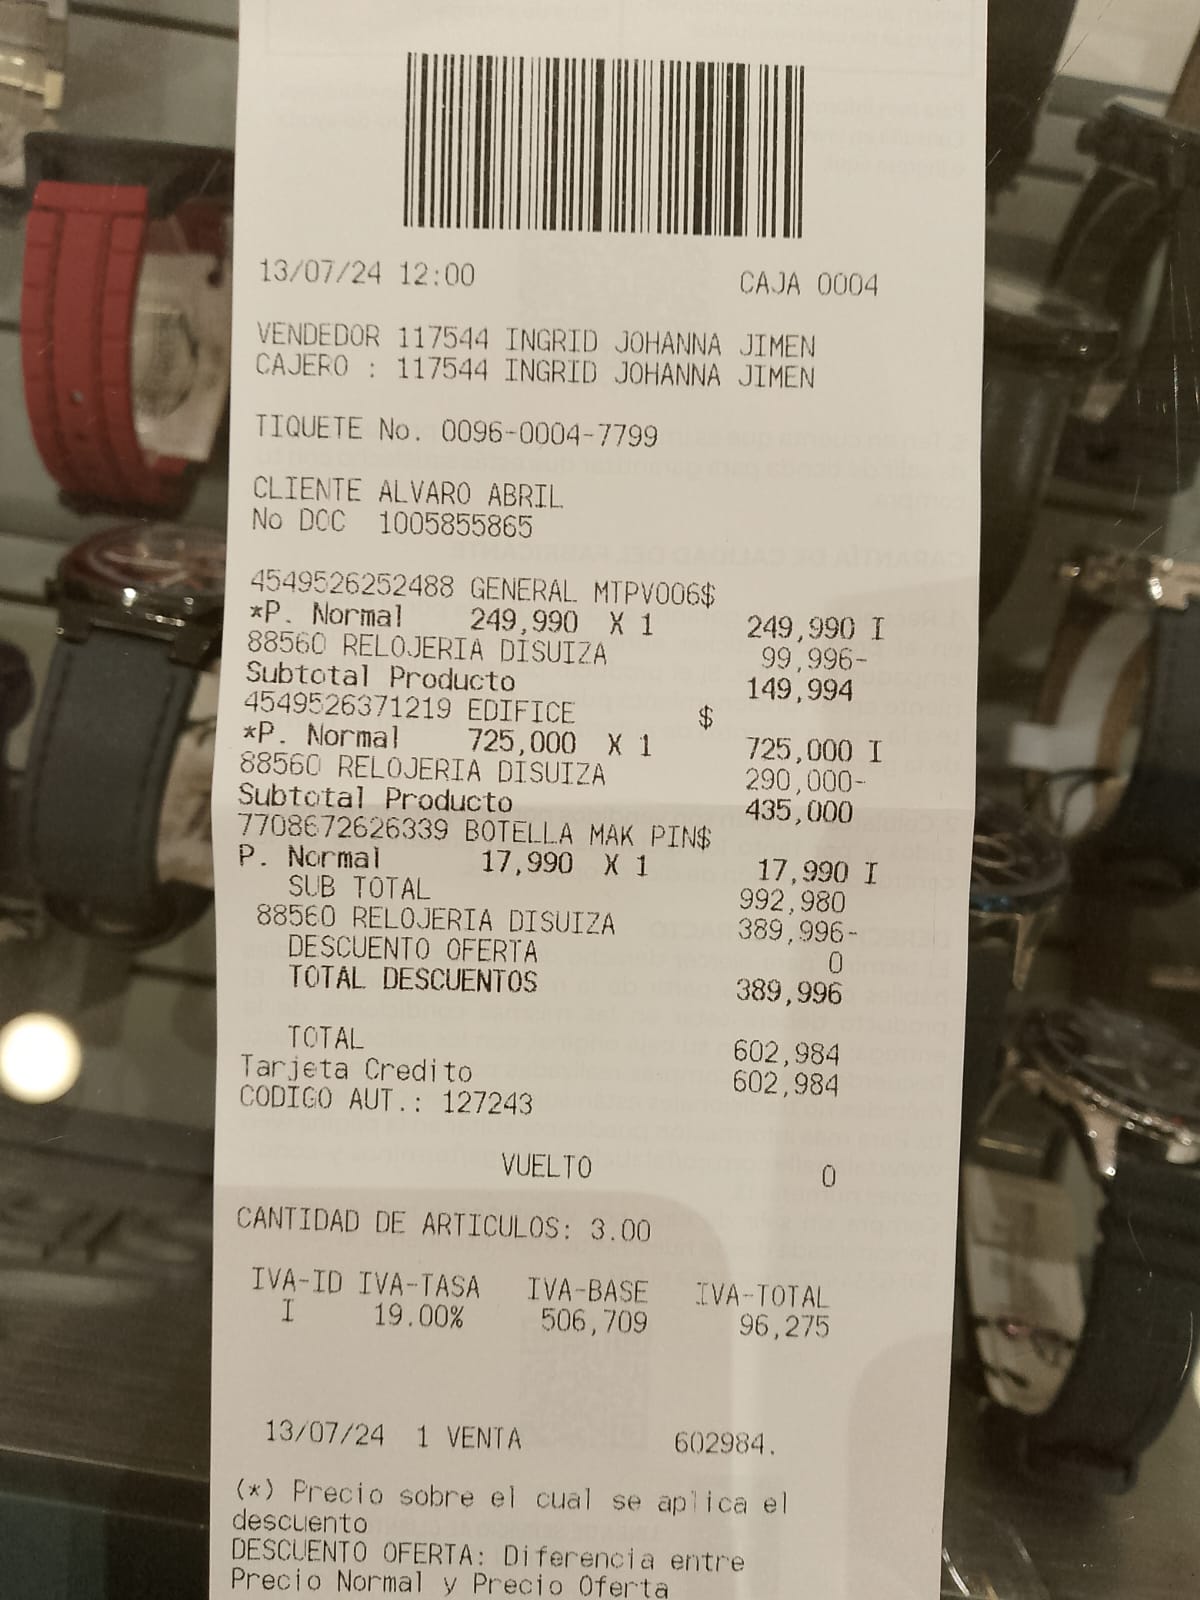 13/07/24 12:00 CAJA 0004
VENDEDOR 117544 INGRID JOHANNA JIMEN
CAJERO : 117544 INGRID JOHANNA JIMEN
TIQUETE No. 0096-0004-7799
CLIENTE ALVARO ABRIL
No DOC 1005855865
4549526252488 GENERAL MTPV006$
*P. Normal 249,990 X 1 249,990 I
88560 RELOJERIA DISUIZA 99,996-
Subtotal Producto 149,994
4549526371219 EDIFICE $
*P. Normal 725,000 X 1 725,000 I
88560 RELOJERIA DISUIZA 290,000-
Subtotal Producto 435,000
7708672626339 BOTELLA MAK PIN$
P. Normal 17,990 X 1 17,990 I
SUB TOTAL 992,980
88560 RELOJERIA DISUIZA 389,996-
DESCUENTO OFERTA 0
TOTAL DESCUENTOS 389,996
TOTAL 602,984
Tarjeta Credito 602,984
CODIGO AUT.: 127243
VUELTO 0
CANTIDAD DE ARTICULOS: 3.00
IVA-ID IVA-TASA IVA-BASE IVA-TOTAL
I 19.00% 506,709 96,275
13/07/24 1 VENTA 602984.
(*) Precio sobre el cual se aplica el
descuento
DESCUENTO OFERTA: Diferencia entre
Precio Normal y Precio Oferta